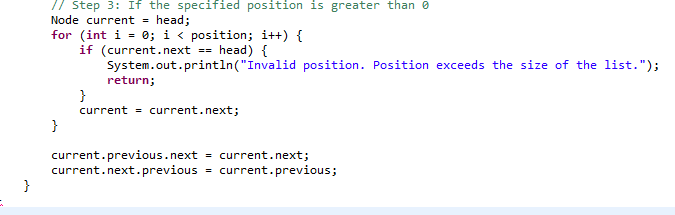 // Step 3: If the specified position is greater than 0
Node current = head;
for (int i = 0; i < position; i++) {
if (current.next == head) {
System.out.println("Invalid position. Position exceeds the size of the list.");
return;
}
current = current.next;
}
current.previous.next = current.next;
current.next.previous = current.previous;
}